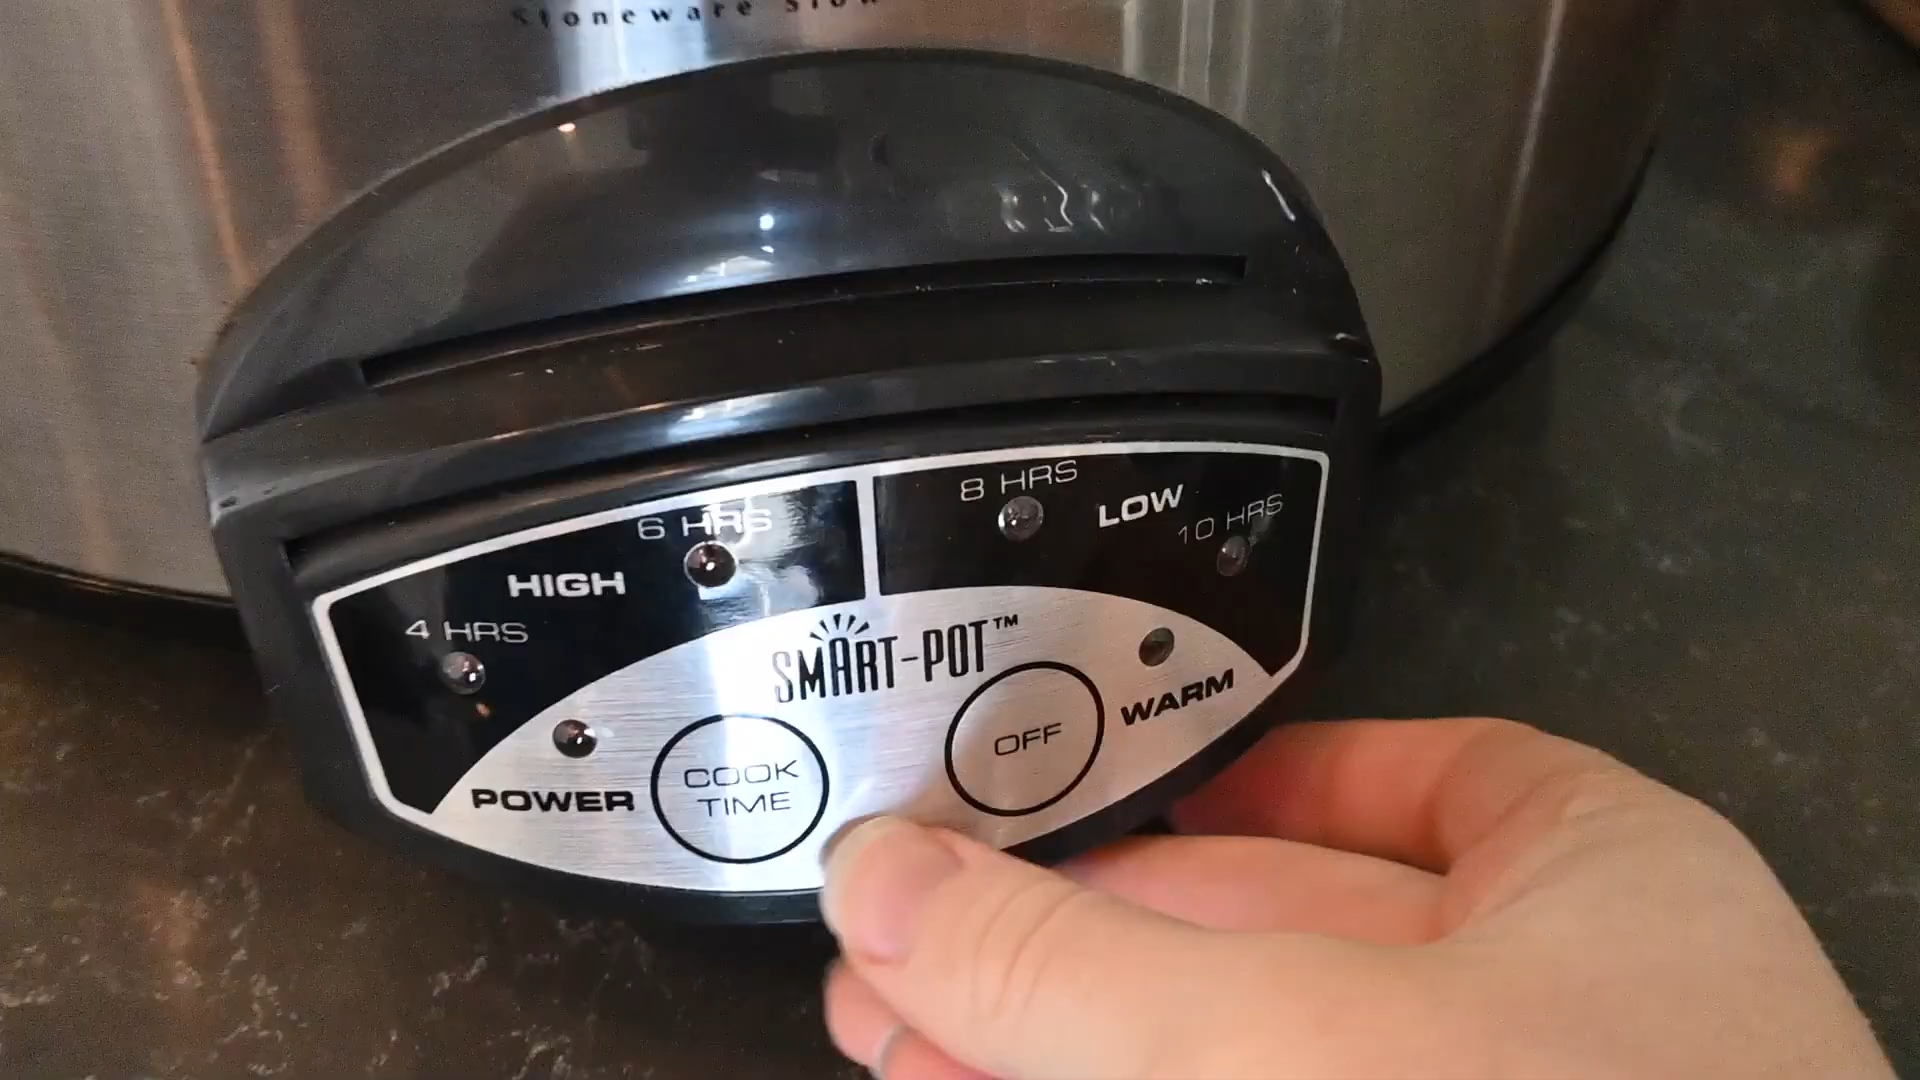 Stoneware Slow
6 HRS
8 HRS
HIGH
LOW
10 HRS
4 HRS
SMART-POT™
POWER
COOK
TIME
OFF
WARM